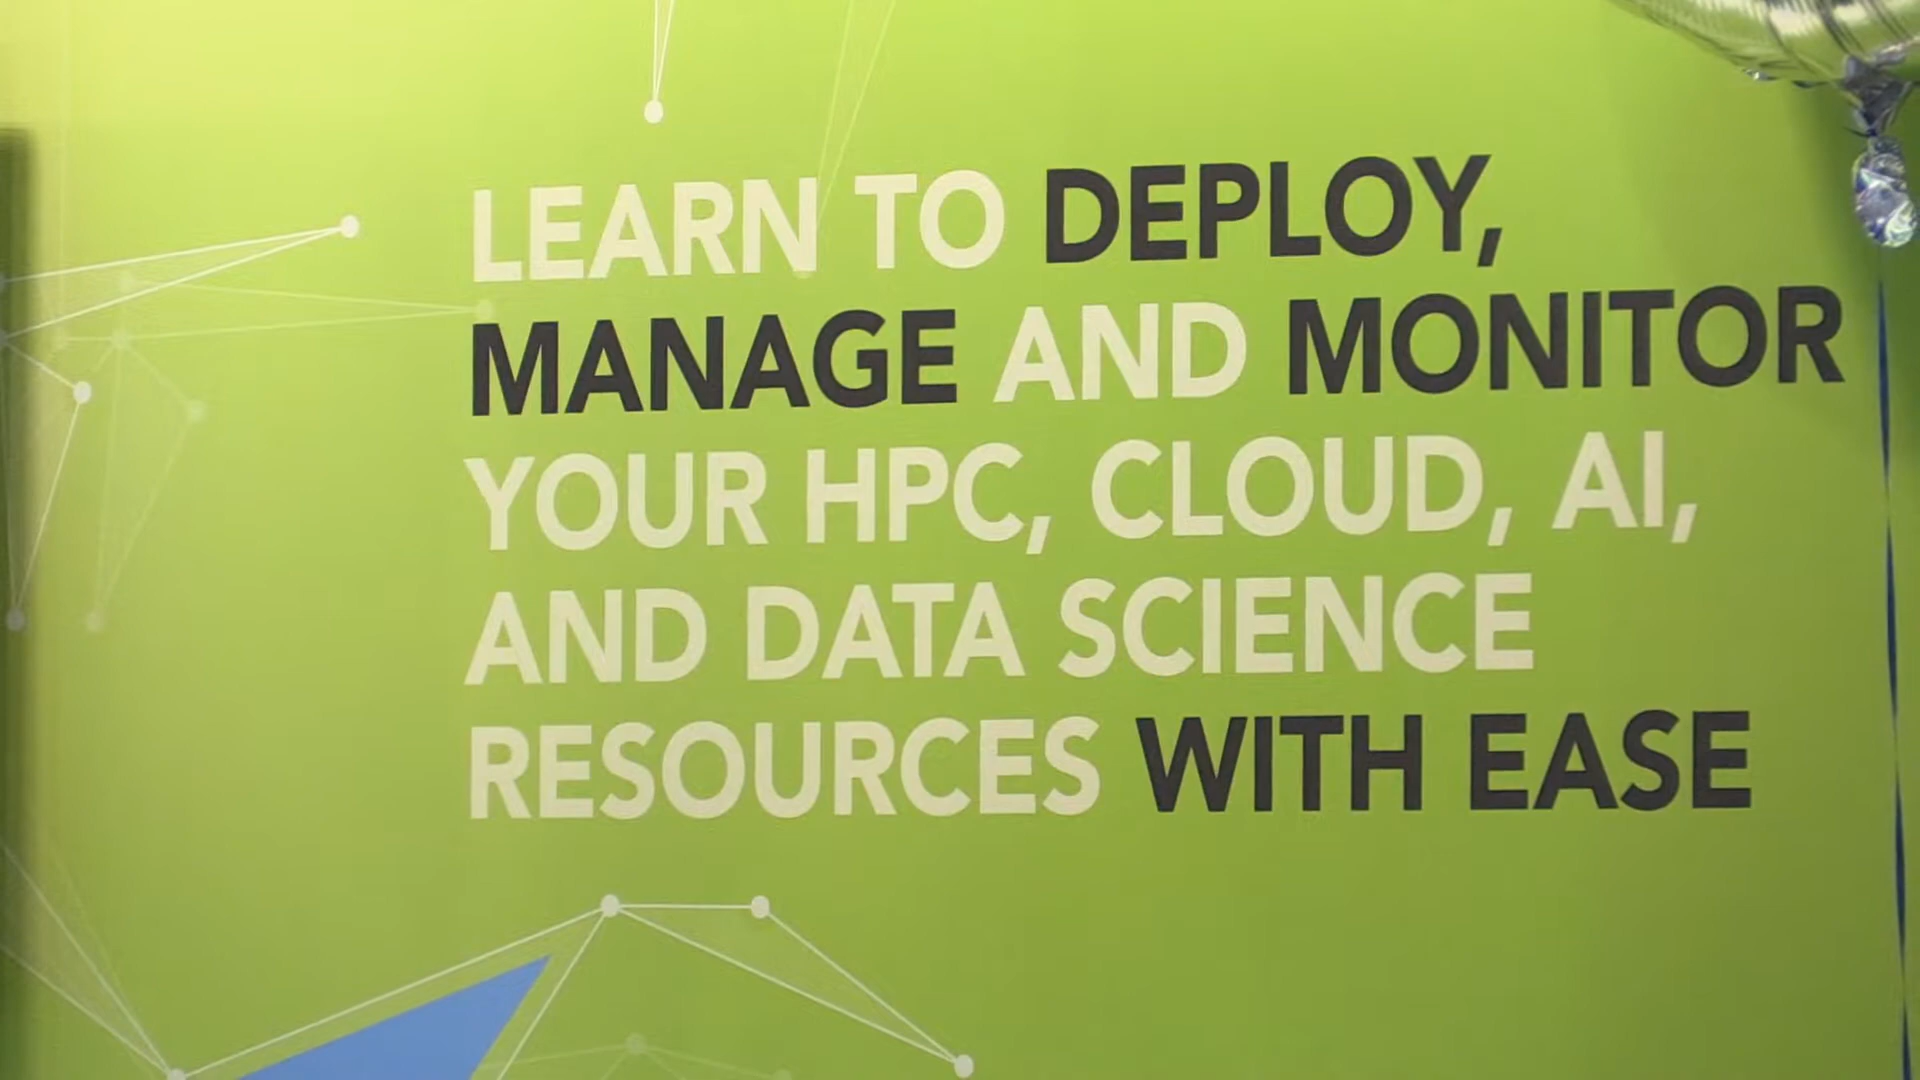 LEARN TO DEPLOY,
MANAGE AND MONITOR
YOUR HPC, CLOUD, AI,
AND DATA SCIENCE
RESOURCES WITH EASE